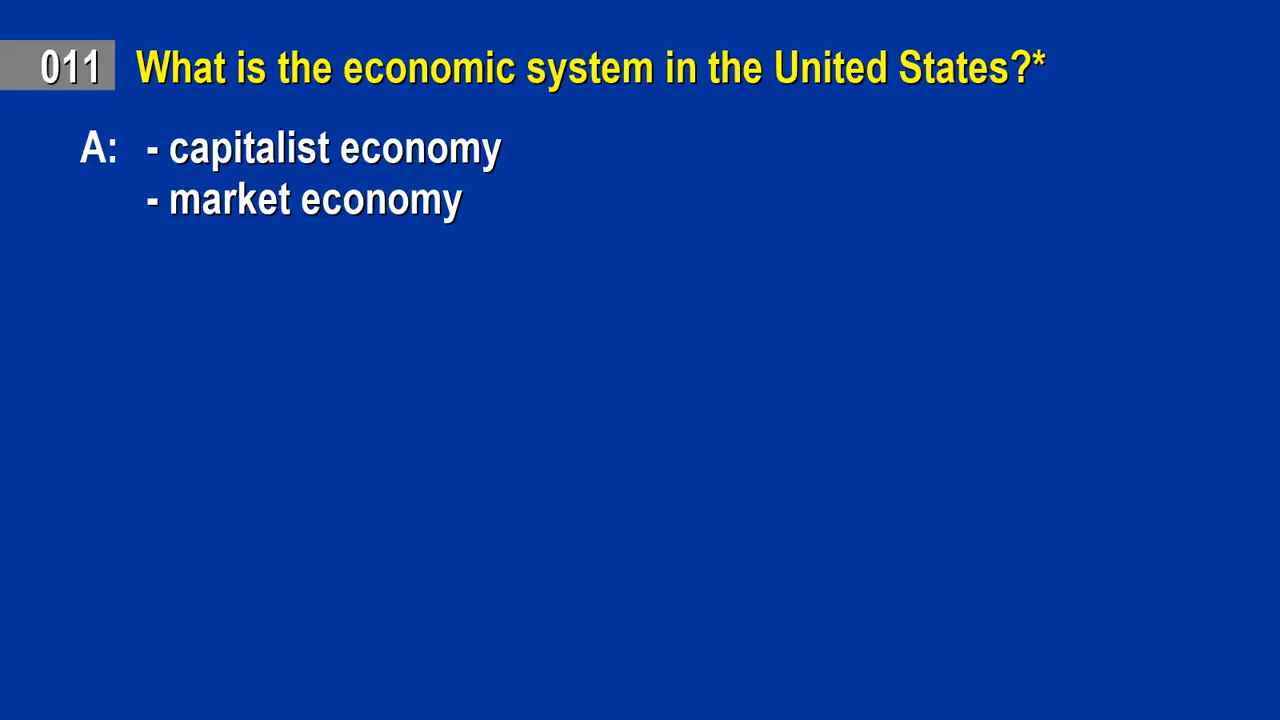 011 What is the economic system in the United States?*
A: - capitalist economy
- market economy